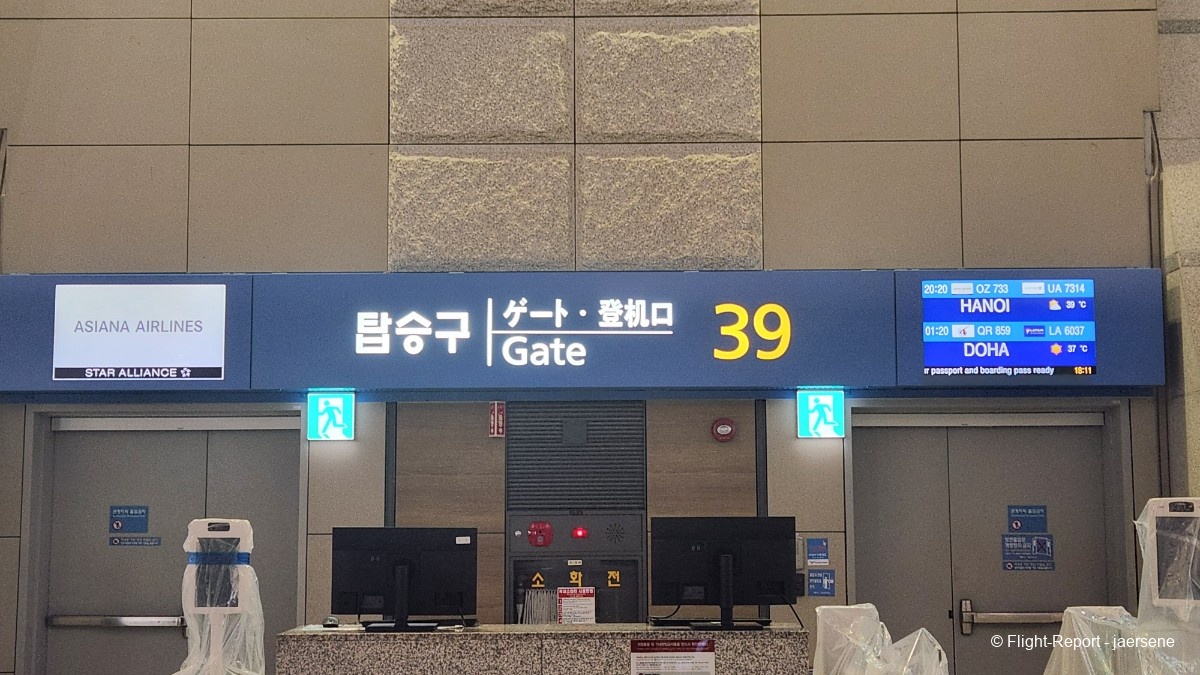 ASIANA AIRLINES
STAR ALLIANCE
탑승구
ゲート・登机口
Gate
39
20:20 OZ 733 UA 7314
HANOI 39 ℃
01:20 QR 859 LA 6037
DOHA 37 ℃
r passport and boarding pass ready 18:11
소화전
© Flight-Report - jaersene